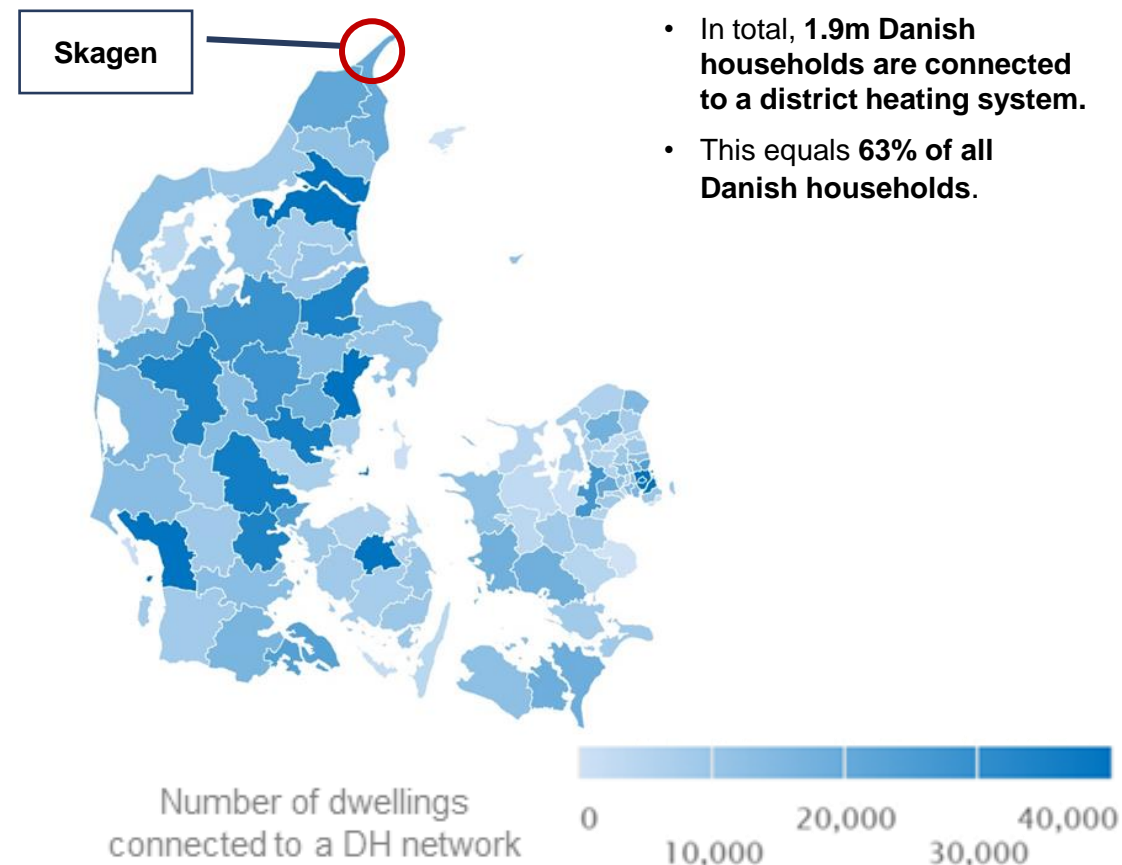 Skagen
• In total, 1.9m Danish
households are connected
to a district heating system.
• This equals 63% of all
Danish households.
Number of dwellings
connected to a DH network
0
10,000
20,000
30,000
40,000